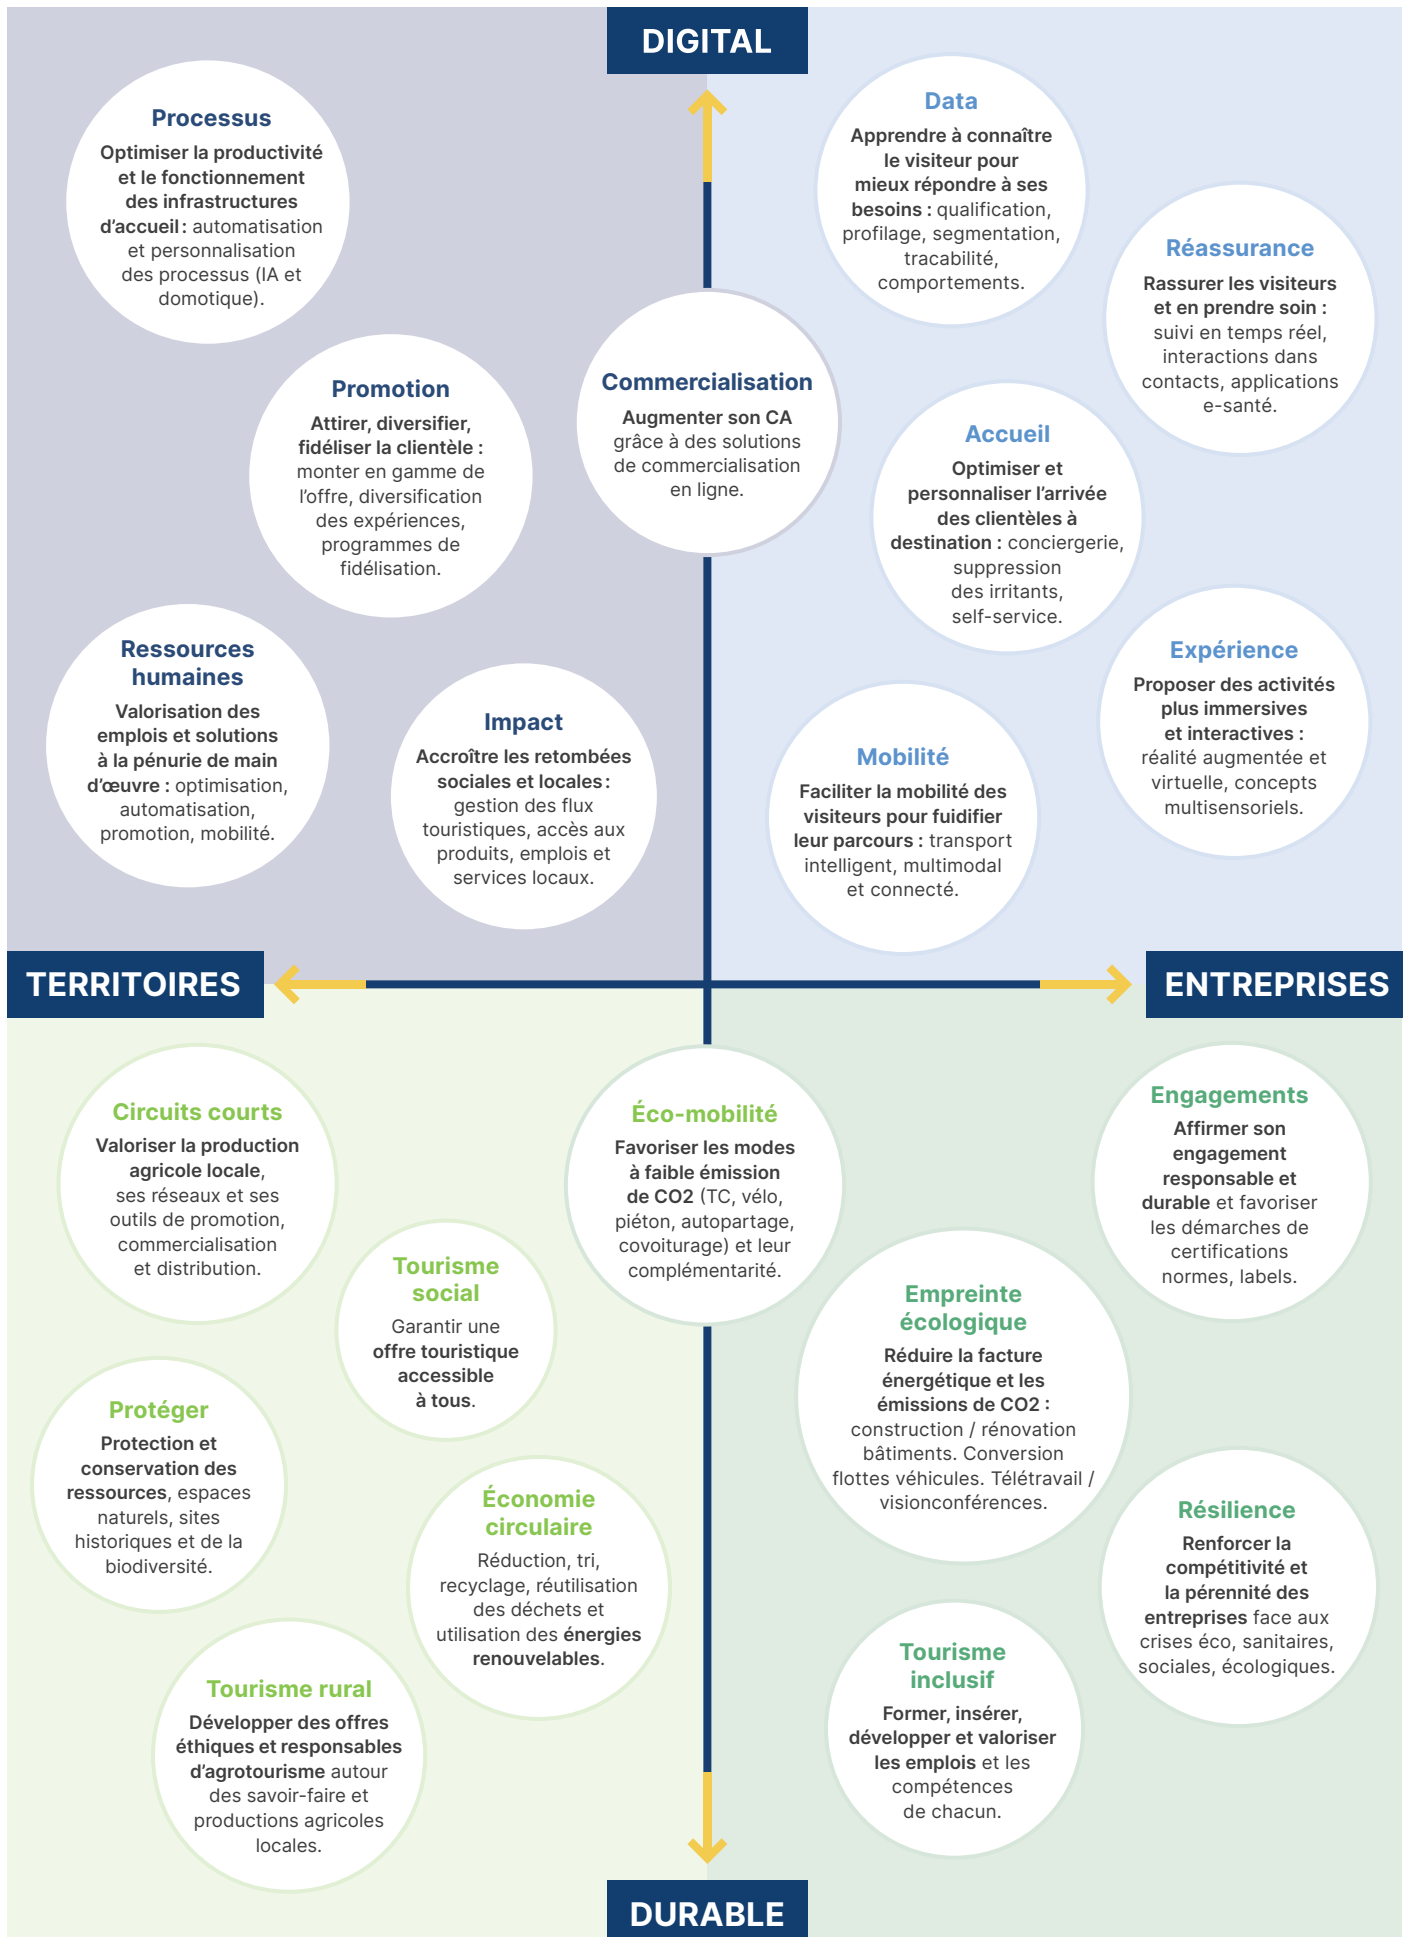 DIGITAL
Processus
Optimiser la productivité
et le fonctionnement
des infrastructures
d’accueil : automatisation
et personnalisation
des processus (IA et
domotique).
Promotion
Attirer, diversifier,
fidéliser la clientèle :
monter en gamme de
l’offre, diversification
des expériences,
programmes de
fidélisation.
Commercialisation
Augmenter son CA
grâce à des solutions
de commercialisation
en ligne.
Ressources
humaines
Valorisation des
emplois et solutions
à la pénurie de main
d’œuvre : optimisation,
automatisation,
promotion, mobilité.
Impact
Accroître les retombées
sociales et locales :
gestion des flux
touristiques, accès aux
produits, emplois et
services locaux.
Data
Apprendre à connaître
le visiteur pour
mieux répondre à ses
besoins : qualification,
profilage, segmentation,
tracabilité,
comportements.
Réassurance
Rassurer les visiteurs
et en prendre soin :
suivi en temps réel,
interactions dans
contacts, applications
e-santé.
Accueil
Optimiser et
personnaliser l’arrivée
des clientèles à
destination : conciergerie,
suppression
des irritants,
self-service.
Expérience
Proposer des activités
plus immersives
et interactives :
réalité augmentée et
virtuelle, concepts
multisensoriels.
Mobilité
Faciliter la mobilité des
visiteurs pour fuidifier
leur parcours : transport
intelligent, multimodal
et connecté.
TERRITOIRES
ENTREPRISES
Circuits courts
Valoriser la production
agricole locale,
ses réseaux et ses
outils de promotion,
commercialisation
et distribution.
Tourisme
social
Garantir une
offre touristique
accessible
à tous.
Éco-mobilité
Favoriser les modes
à faible émission
de CO2 (TC, vélo,
piéton, autopartage,
covoiturage) et leur
complémentarité.
Protéger
Protection et
conservation des
ressources, espaces
naturels, sites
historiques et de la
biodiversité.
Économie
circulaire
Réduction, tri,
recyclage, réutilisation
des déchets et
utilisation des énergies
renouvelables.
Tourisme rural
Développer des offres
éthiques et responsables
d’agrotourisme autour
des savoir-faire et
productions agricoles
locales.
Engagements
Affirmer son
engagement
responsable et
durable et favoriser
les démarches de
certifications
normes, labels.
Empreinte
écologique
Réduire la facture
énergétique et les
émissions de CO2 :
construction / rénovation
bâtiments. Conversion
flottes véhicules. Télétravail /
visionconférences.
Résilience
Renforcer la
compétitivité et
la pérennité des
entreprises face aux
crises éco, sanitaires,
sociales, écologiques.
Tourisme
inclusif
Former, insérer,
développer et valoriser
les emplois et les
compétences
de chacun.
DURABLE